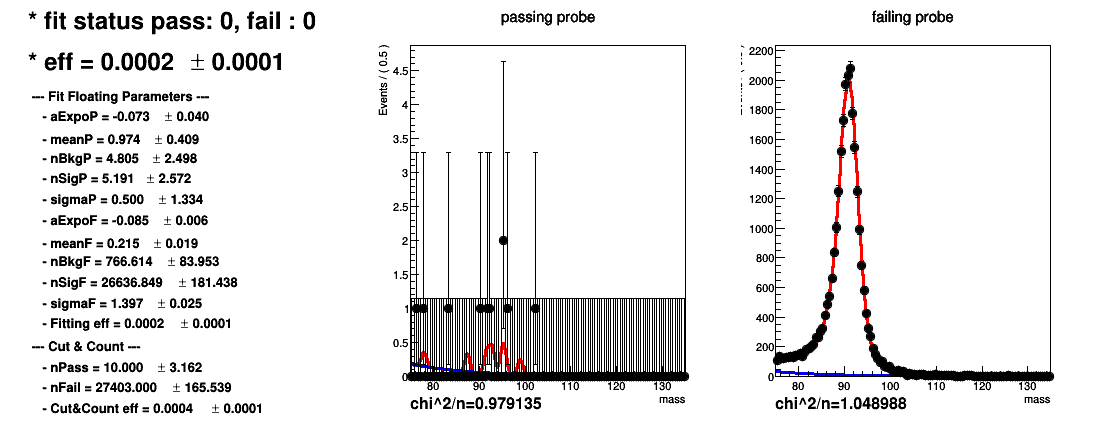 * fit status pass: 0, fail : 0
* eff = 0.0002 ± 0.0001
--- Fit Floating Parameters ---
- aExpoP = -0.073 ± 0.040
- meanP = 0.974 ± 0.409
- nBkgP = 4.805 ± 2.498
- nSigP = 5.191 ± 2.572
- sigmaP = 0.500 ± 1.334
- aExpoF = -0.085 ± 0.006
- meanF = 0.215 ± 0.019
- nBkgF = 766.614 ± 83.953
- nSigF = 26636.849 ± 181.438
- sigmaF = 1.397 ± 0.025
- Fitting eff = 0.0002 ± 0.0001
--- Cut & Count ---
- nPass = 10.000 ± 3.162
- nFail = 27403.000 ± 165.539
- Cut&Count eff = 0.0004 ± 0.0001
passing probe
Events / ( 0.5 )
4.5
4
3.5
3
2.5
2
1.5
1
0.5
0
80 90 100 110 120 130
mass
chi^2/n=0.979135
failing probe
2200
2000
1800
1600
1400
1200
1000
800
600
400
200
0
80 90 100 110 120 130
mass
chi^2/n=1.048988